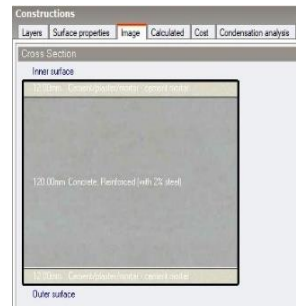 Constructions
Layers Surface properties Image Calculated Cost Condensation analysis
Cross Section
Inner surface
12.00mm Cement/plaster/mortar - cement mortar
120.00mm Concrete, Reinforced (with 2% steel)
12.00mm Cement/plaster/mortar - cement mortar
Outer surface